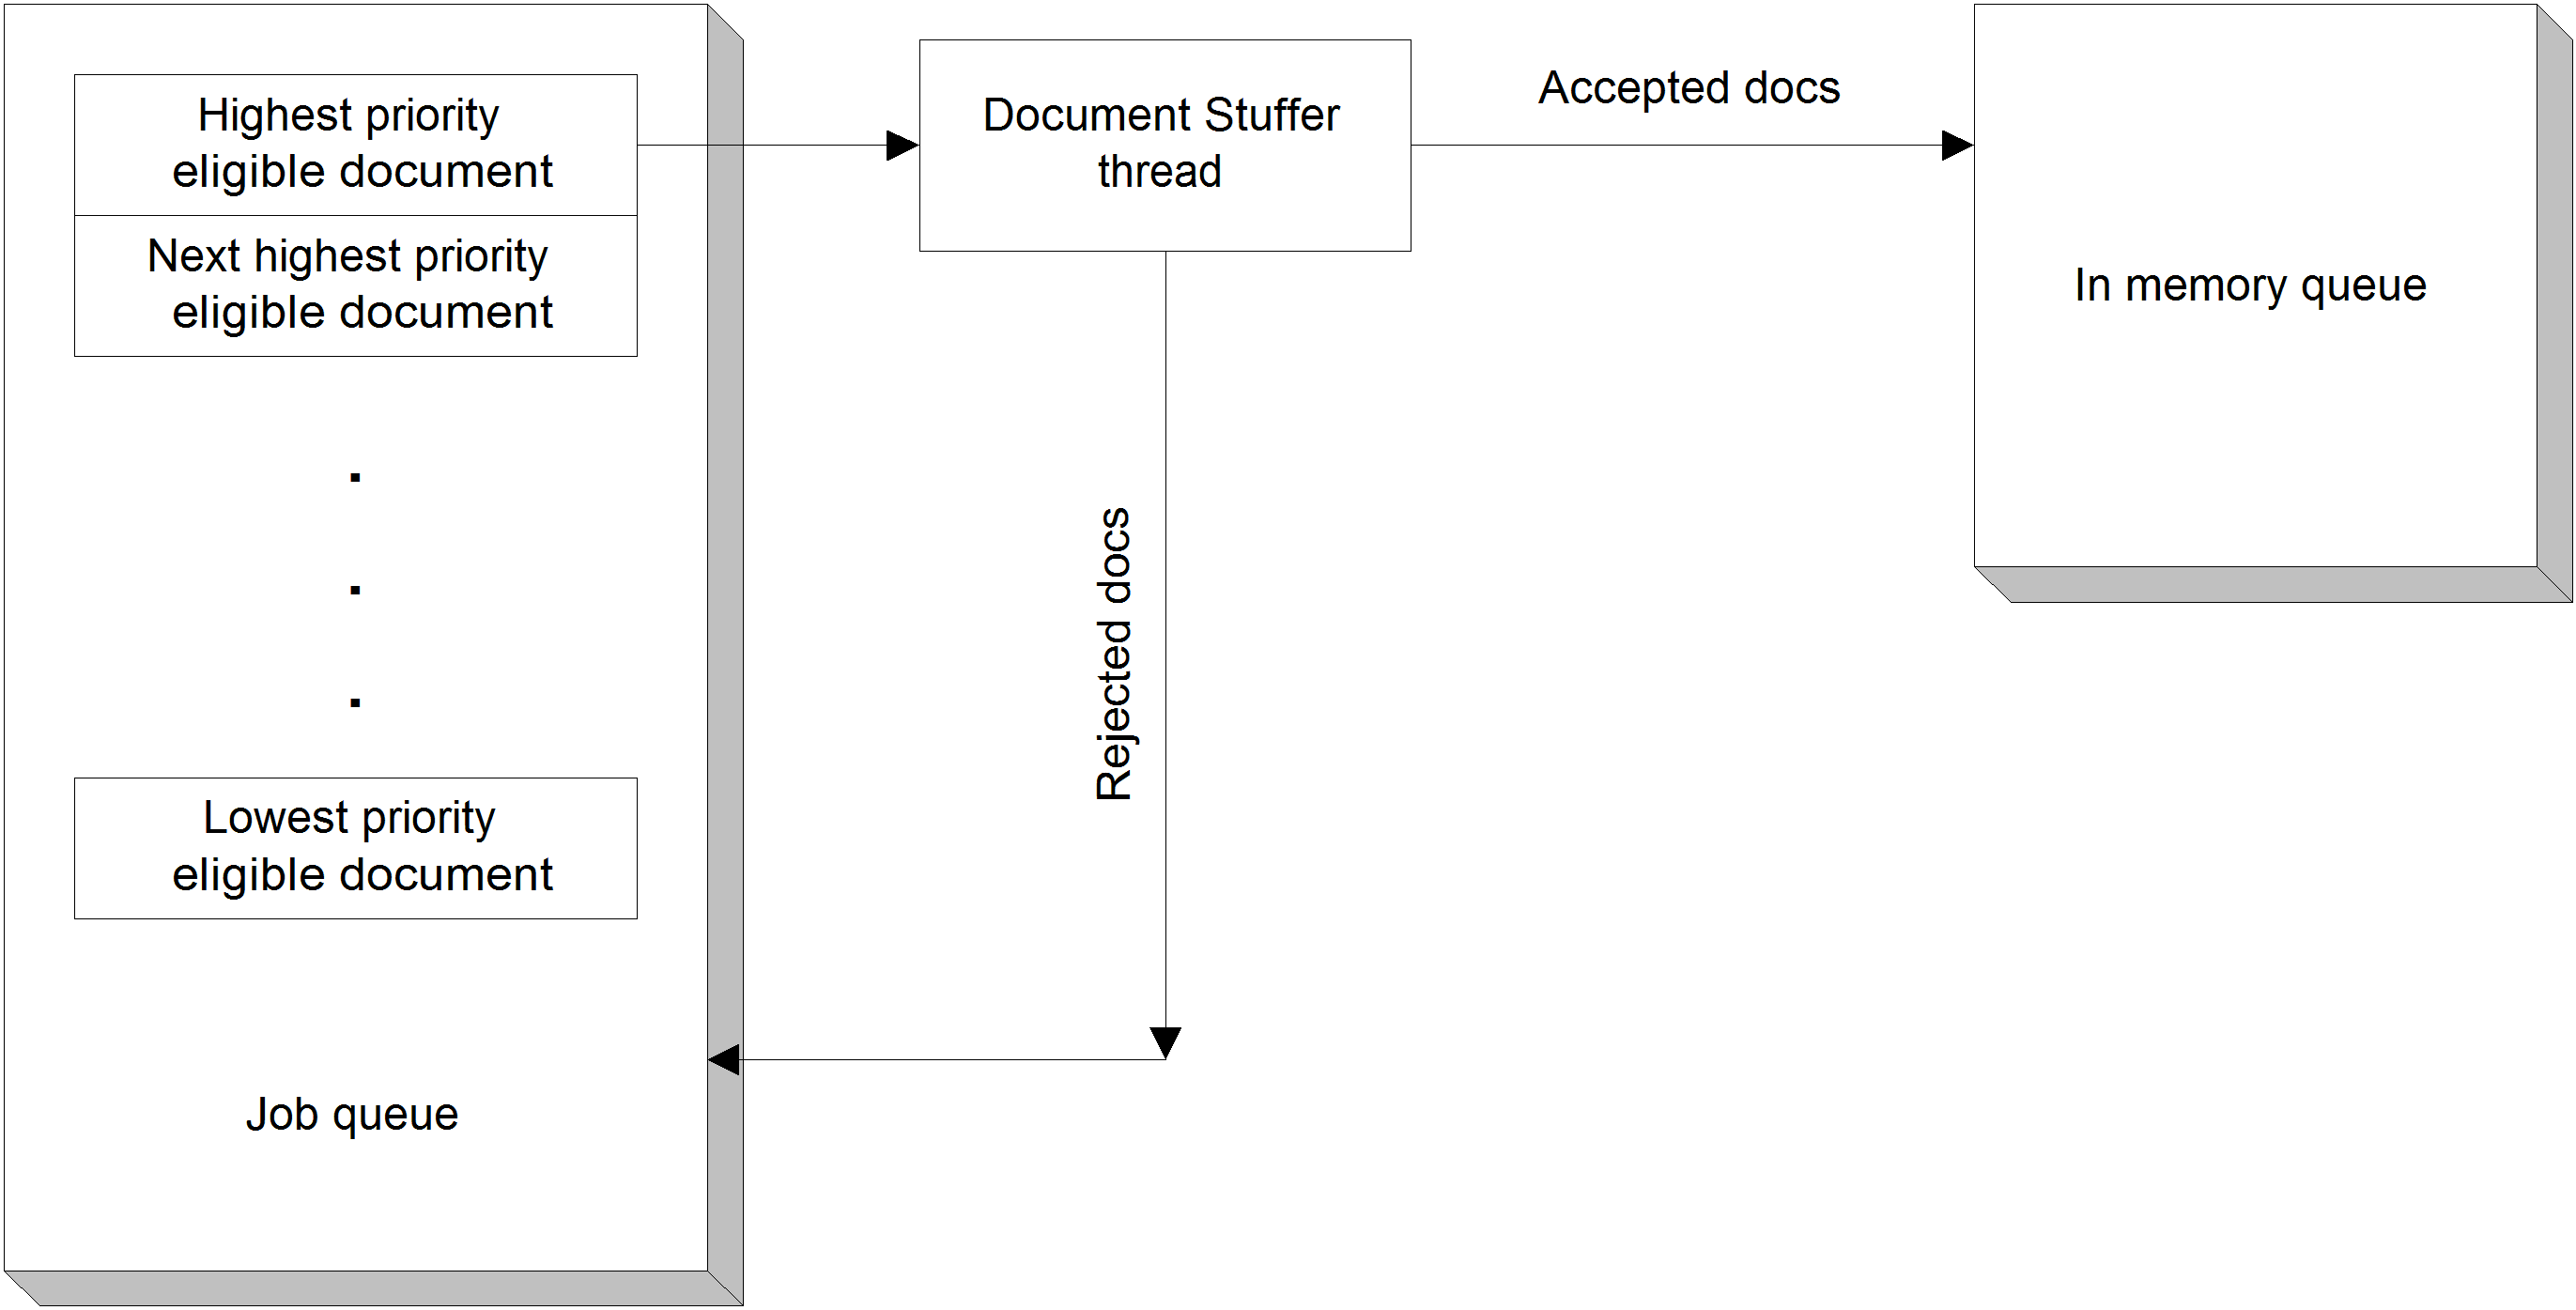 Highest priority
eligible document
Next highest priority
eligible document
.
.
.
Lowest priority
eligible document
Job queue
Document Stuffer
thread
Accepted docs
Rejected docs
In memory queue